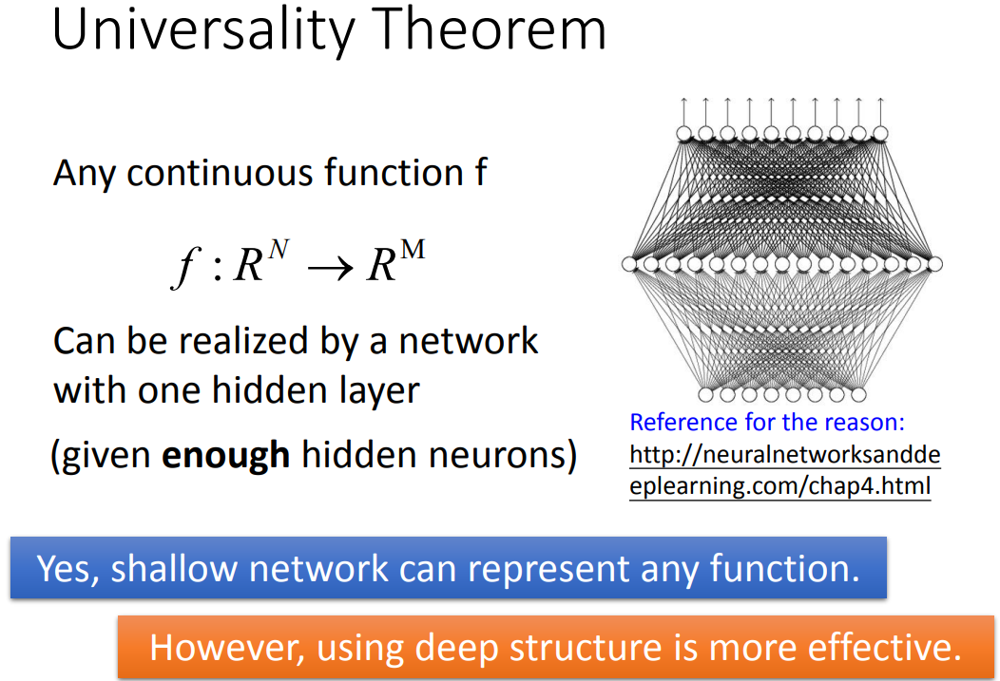 Universality Theorem
Any continuous function f
f : R^N → R^M
Can be realized by a network
with one hidden layer
(given enough hidden neurons)
Reference for the reason:
http://neuralnetworksandde
eplearning.com/chap4.html
Yes, shallow network can represent any function.
However, using deep structure is more effective.